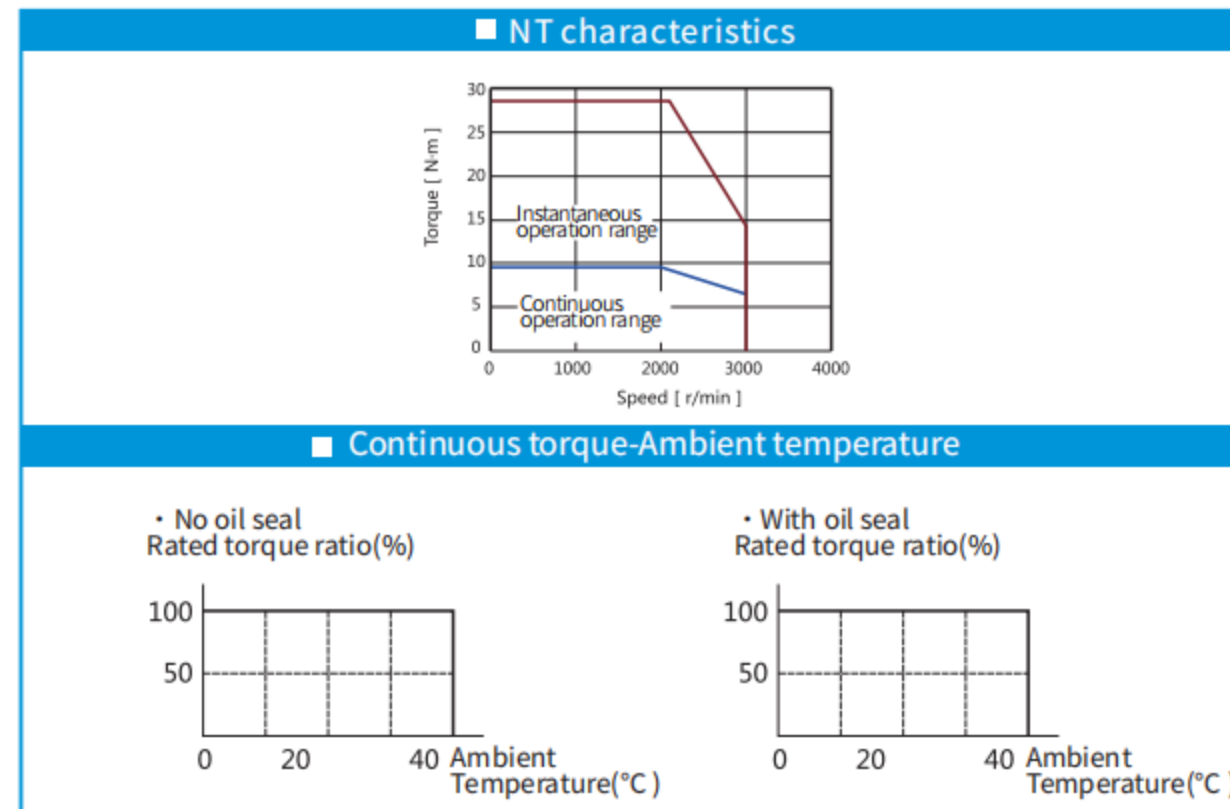 NT characteristics
30
25
20
15
10
5
0
Torque [ N·m ]
Instantaneous
operation range
Continuous
operation range
0 1000 2000 3000 4000
Speed [ r/min ]
Continuous torque-Ambient temperature
・No oil seal
Rated torque ratio(%)
100
50
0 20 40 Ambient
Temperature(°C )
・With oil seal
Rated torque ratio(%)
100
50
0 20 40 Ambient
Temperature(°C )